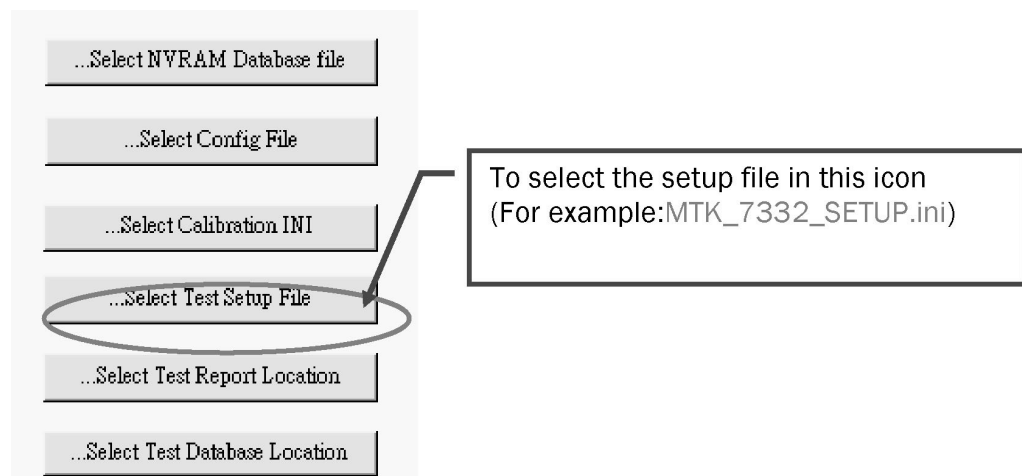 ...Select NVRAM Database file
...Select Config File
...Select Calibration INI
...Select Test Setup File
...Select Test Report Location
...Select Test Database Location
To select the setup file in this icon
(For example:MTK_7332_SETUP.ini)